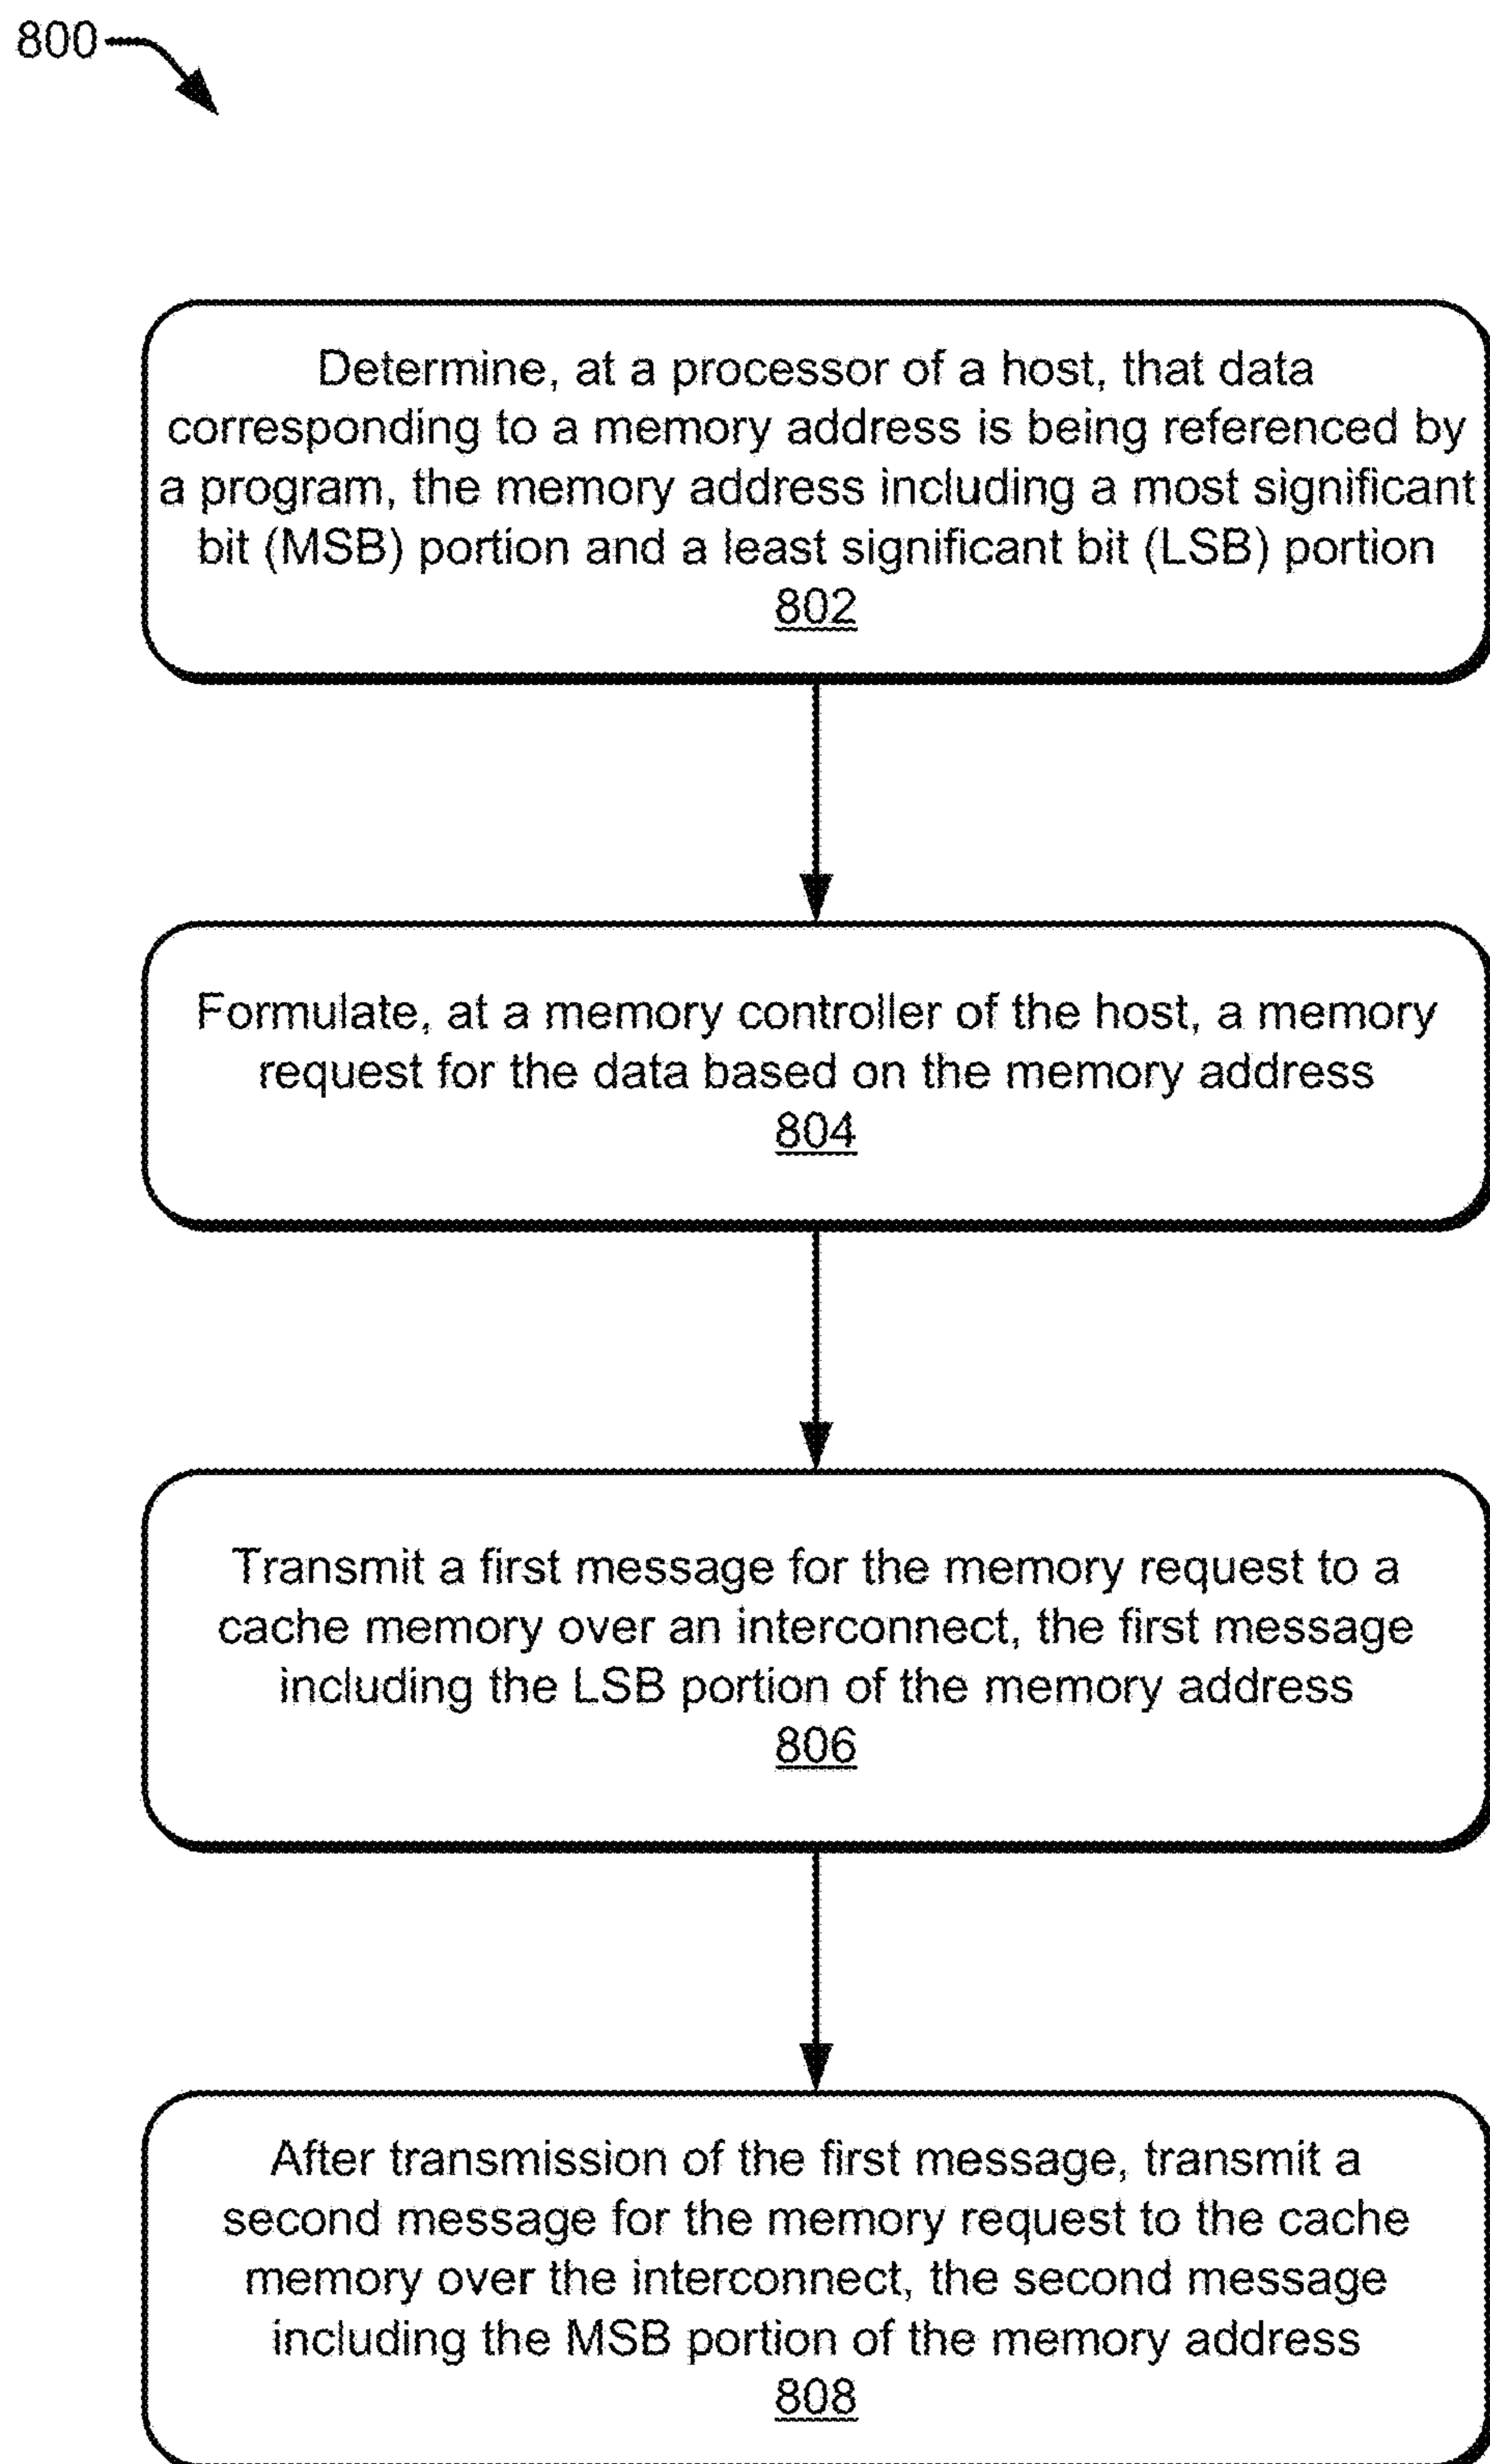 800
Determine, at a processor of a host, that data
corresponding to a memory address is being referenced by
a program, the memory address including a most significant
bit (MSB) portion and a least significant bit (LSB) portion
802
Formulate, at a memory controller of the host, a memory
request for the data based on the memory address
804
Transmit a first message for the memory request to a
cache memory over an interconnect, the first message
including the LSB portion of the memory address
806
After transmission of the first message, transmit a
second message for the memory request to the cache
memory over the interconnect, the second message
including the MSB portion of the memory address
808